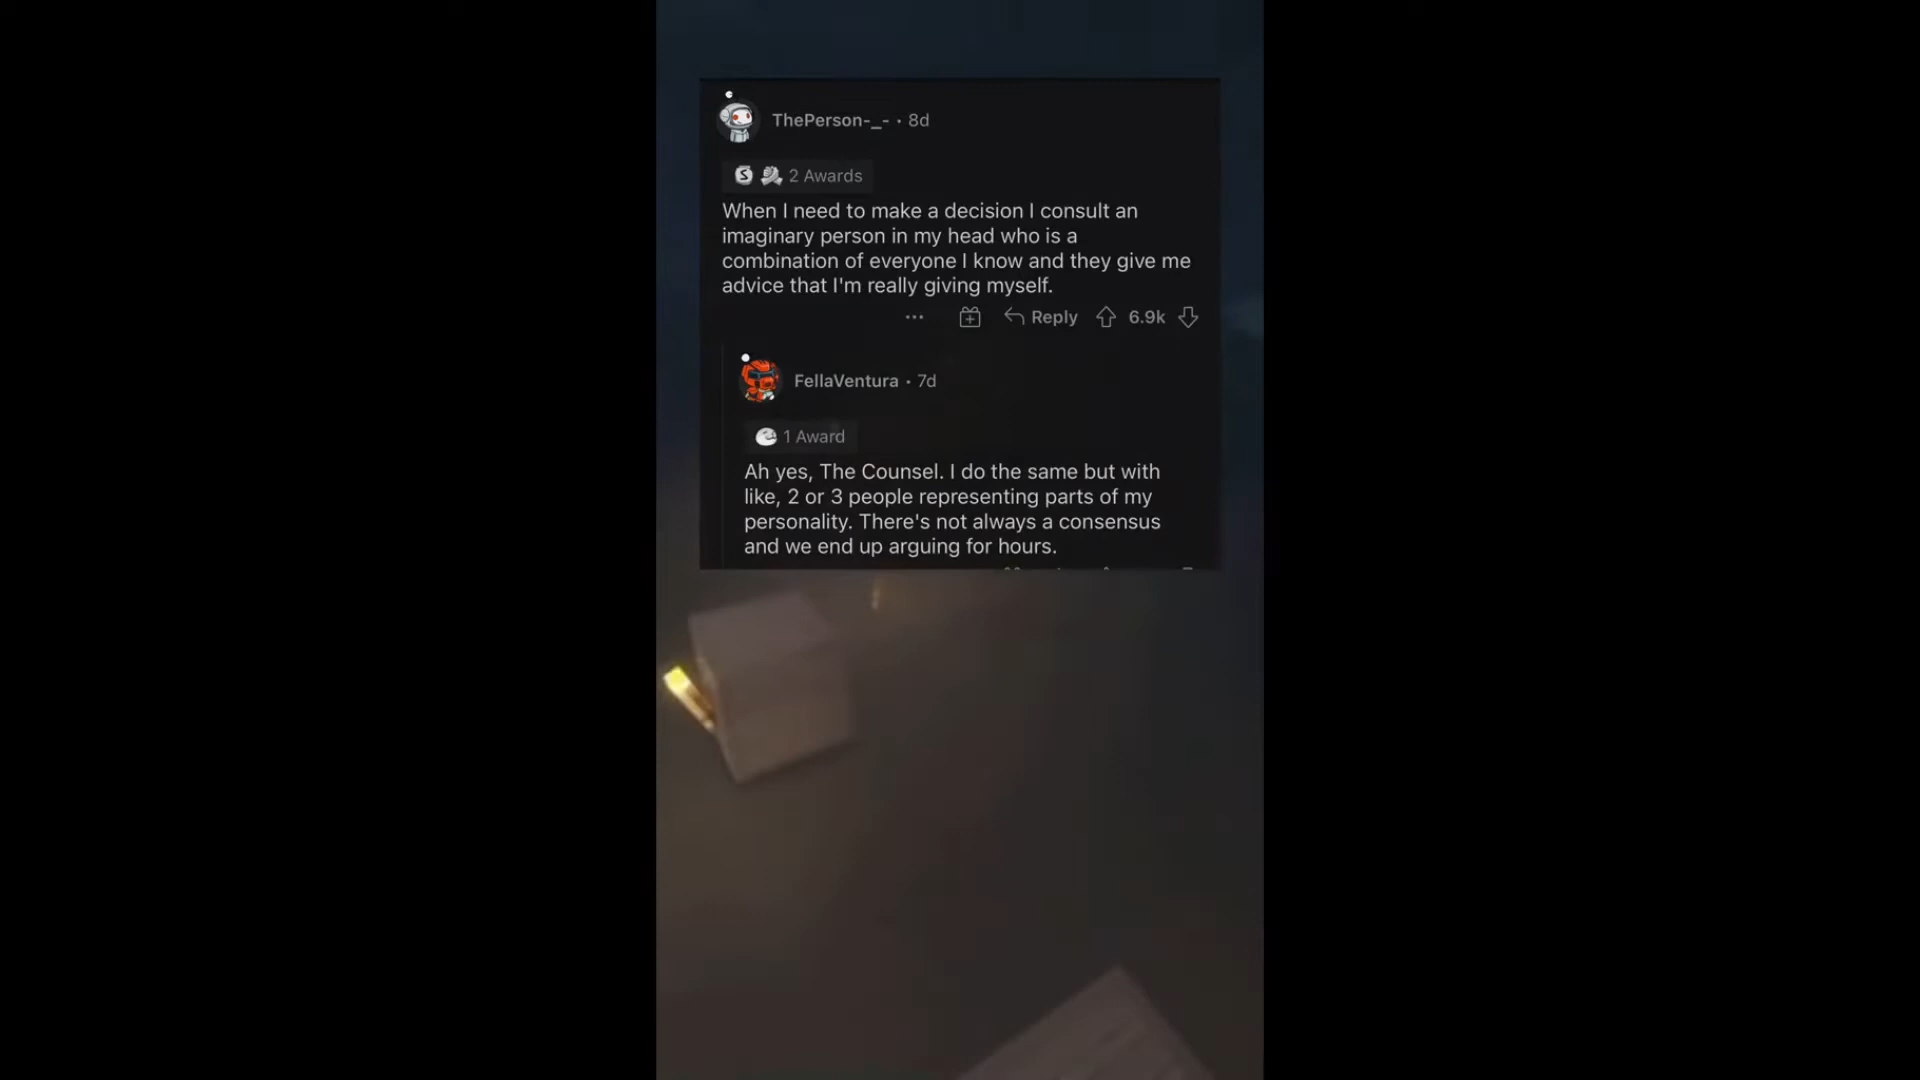 ThePerson-_- · 8d
2 Awards
When I need to make a decision I consult an
imaginary person in my head who is a
combination of everyone I know and they give me
advice that I'm really giving myself.
Reply 6.9k
FellaVentura · 7d
1 Award
Ah yes, The Counsel. I do the same but with
like, 2 or 3 people representing parts of my
personality. There's not always a consensus
and we end up arguing for hours.